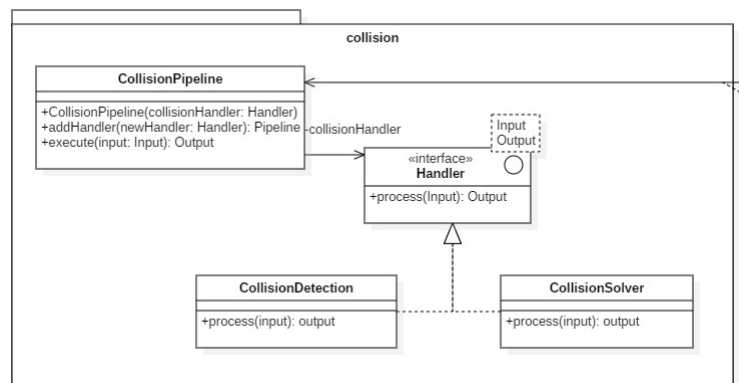 collision
CollisionPipeline
+CollisionPipeline(collisionHandler: Handler)
+addHandler(newHandler: Handler): Pipeline
+execute(input: Input): Output
-collisionHandler
Input
Output
«interface»
Handler
+process(Input): Output
CollisionDetection
+process(input): output
CollisionSolver
+process(input): output